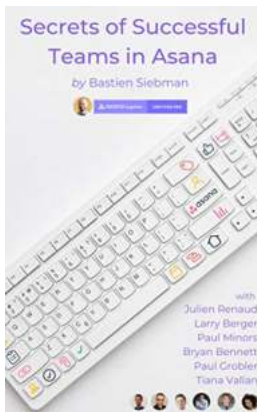 Secrets of Successful
Teams in Asana
by Bastien Siebman
asana
with
Julien Renaud
Larry Berger
Paul Minors
Bryan Bennett
Paul Grobler
Tiana Vallan